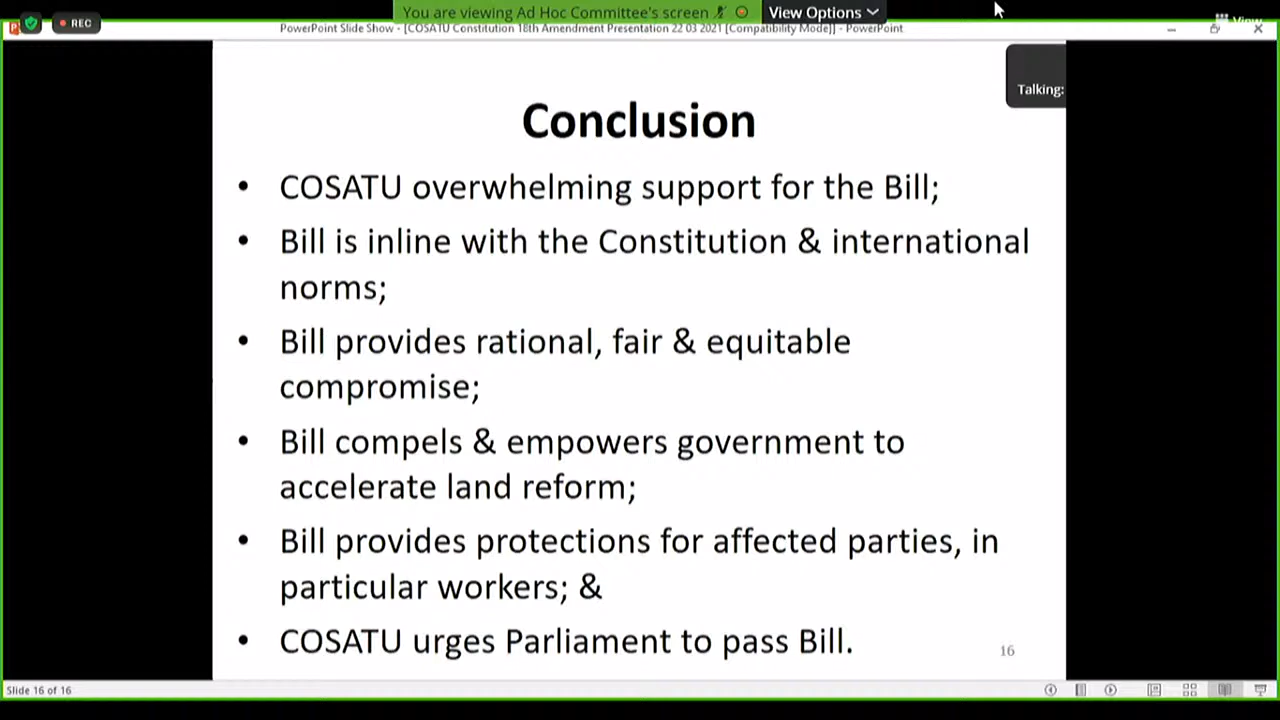 You are viewing Ad Hoc Committee's screen
View Options
REC
View
PowerPoint Slide Show - [COSATU Constitution 18th Amendment Presentation 22 03 2021 [Compatibility Mode]] - PowerPoint
Talking:
Conclusion
• COSATU overwhelming support for the Bill;
• Bill is inline with the Constitution & international
norms;
• Bill provides rational, fair & equitable
compromise;
• Bill compels & empowers government to
accelerate land reform;
• Bill provides protections for affected parties, in
particular workers; &
• COSATU urges Parliament to pass Bill.
16
Slide 16 of 16